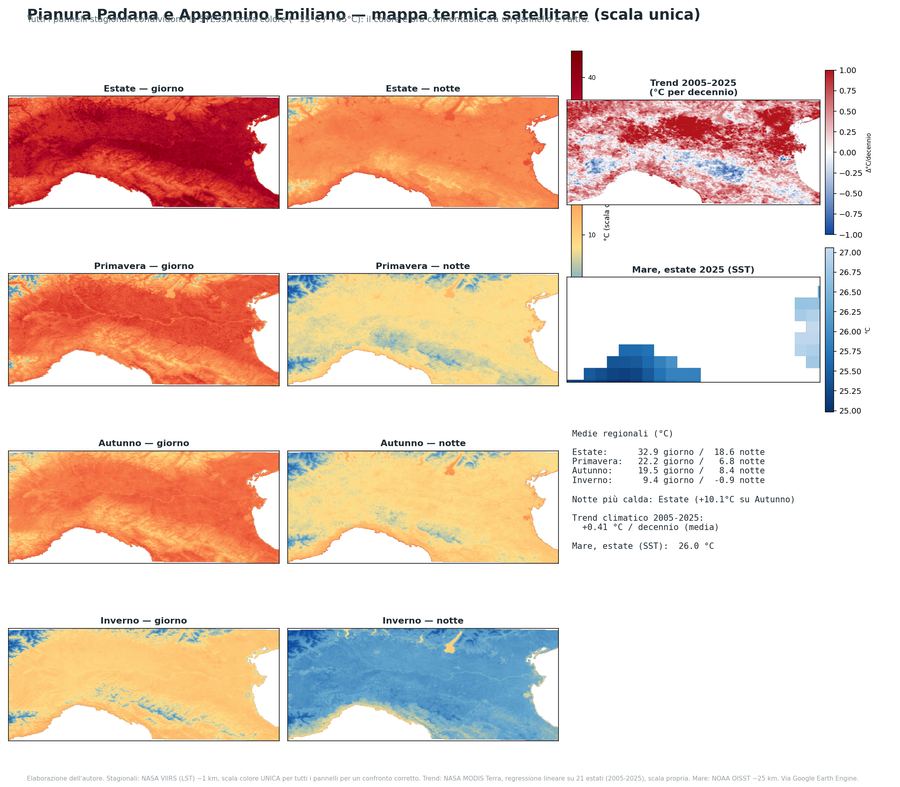 Pianura Padana e Appennino Emiliano — mappa termica satellitare (scala unica)
Estate — giorno
Estate — notte
Trend 2005–2025
(°C per decennio)
40
10
°C (scala
1.00
0.75
0.50
0.25
0.00
−0.25
−0.50
−0.75
−1.00
Δ°C/decennio
Primavera — giorno
Primavera — notte
Mare, estate 2025 (SST)
27.00
26.75
26.50
26.25
26.00
25.75
25.50
25.25
25.00
°C
Autunno — giorno
Autunno — notte
Medie regionali (°C)
Estate: 32.9 giorno / 18.6 notte
Primavera: 22.2 giorno / 6.8 notte
Autunno: 19.5 giorno / 8.4 notte
Inverno: 9.4 giorno / -0.9 notte
Notte più calda: Estate (+10.1°C su Autunno)
Trend climatico 2005-2025:
+0.41 °C / decennio (media)
Mare, estate (SST): 26.0 °C
Inverno — giorno
Inverno — notte
Elaborazione dell'autore. Stagionali: NASA VIIRS (LST) ~1 km, scala colore UNICA per tutti i pannelli per un confronto corretto. Trend: NASA MODIS Terra, regressione lineare su 21 estati (2005-2025), scala propria. Mare: NOAA OISST ~25 km. Via Google Earth Engine.